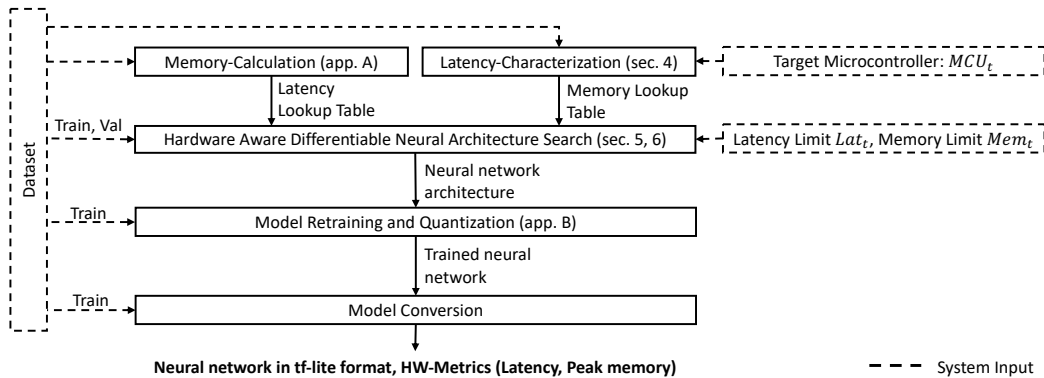 Dataset
Memory-Calculation (app. A)
Latency-Characterization (sec. 4)
Target Microcontroller: MCU_t
Latency
Lookup Table
Memory Lookup
Table
Train, Val
Hardware Aware Differentiable Neural Architecture Search (sec. 5, 6)
Latency Limit Lat_t, Memory Limit Mem_t
Neural network
architecture
Train
Model Retraining and Quantization (app. B)
Trained neural
network
Train
Model Conversion
Neural network in tf-lite format, HW-Metrics (Latency, Peak memory)
System Input